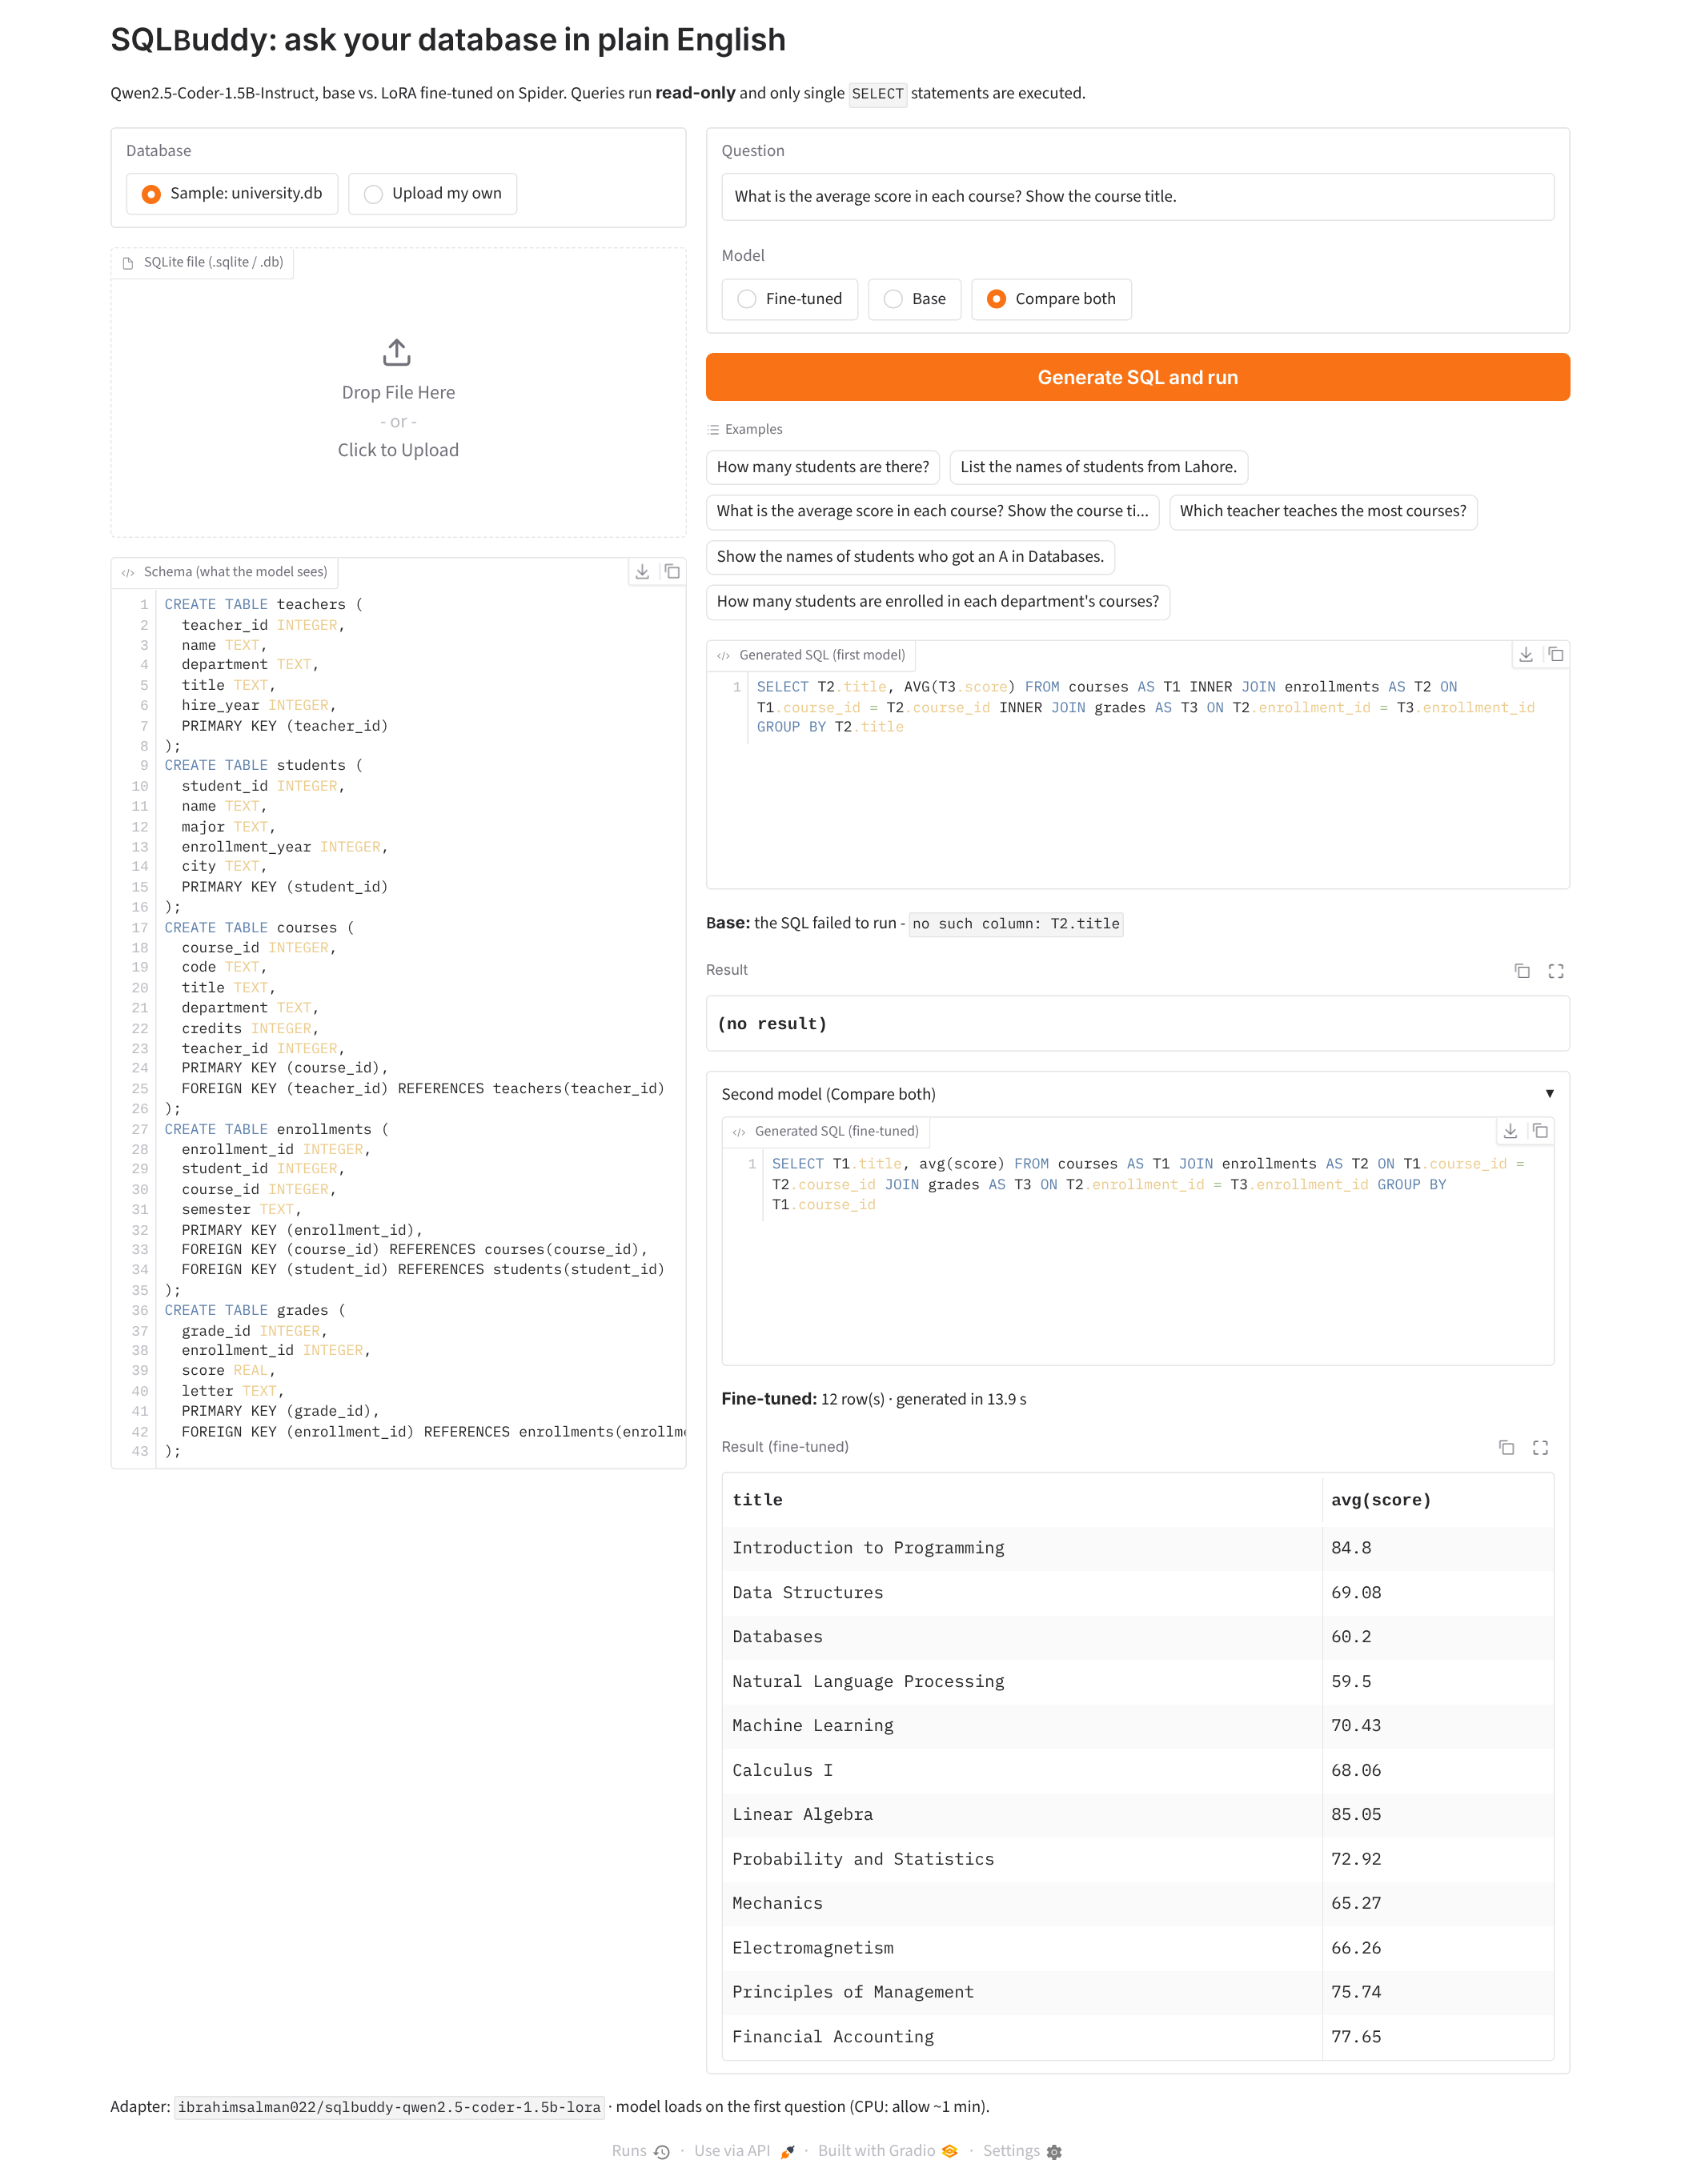 SQLBuddy: ask your database in plain English
Qwen2.5-Coder-1.5B-Instruct, base vs. LoRA fine-tuned on Spider. Queries run read-only and only single SELECT statements are executed.
Database
Sample: university.db
Upload my own
SQLite file (.sqlite / .db)
Drop File Here
- or -
Click to Upload
Schema (what the model sees)
1 CREATE TABLE teachers (
2 teacher_id INTEGER,
3 name TEXT,
4 department TEXT,
5 title TEXT,
6 hire_year INTEGER,
7 PRIMARY KEY (teacher_id)
8 );
9 CREATE TABLE students (
10 student_id INTEGER,
11 name TEXT,
12 major TEXT,
13 enrollment_year INTEGER,
14 city TEXT,
15 PRIMARY KEY (student_id)
16 );
17 CREATE TABLE courses (
18 course_id INTEGER,
19 code TEXT,
20 title TEXT,
21 department TEXT,
22 credits INTEGER,
23 teacher_id INTEGER,
24 PRIMARY KEY (course_id),
25 FOREIGN KEY (teacher_id) REFERENCES teachers(teacher_id)
26 );
27 CREATE TABLE enrollments (
28 enrollment_id INTEGER,
29 student_id INTEGER,
30 course_id INTEGER,
31 semester TEXT,
32 PRIMARY KEY (enrollment_id),
33 FOREIGN KEY (course_id) REFERENCES courses(course_id),
34 FOREIGN KEY (student_id) REFERENCES students(student_id)
35 );
36 CREATE TABLE grades (
37 grade_id INTEGER,
38 enrollment_id INTEGER,
39 score REAL,
40 letter TEXT,
41 PRIMARY KEY (grade_id),
42 FOREIGN KEY (enrollment_id) REFERENCES enrollments(enrollm
43 );
Question
What is the average score in each course? Show the course title.
Model
Fine-tuned
Base
Compare both
Generate SQL and run
Examples
How many students are there?
List the names of students from Lahore.
What is the average score in each course? Show the course ti...
Which teacher teaches the most courses?
Show the names of students who got an A in Databases.
How many students are enrolled in each department's courses?
Generated SQL (first model)
1 SELECT T2.title, AVG(T3.score) FROM courses AS T1 INNER JOIN enrollments AS T2 ON
T1.course_id = T2.course_id INNER JOIN grades AS T3 ON T2.enrollment_id = T3.enrollment_id
GROUP BY T2.title
Base: the SQL failed to run - no such column: T2.title
Result
(no result)
Second model (Compare both)
Generated SQL (fine-tuned)
1 SELECT T1.title, avg(score) FROM courses AS T1 JOIN enrollments AS T2 ON T1.course_id =
T2.course_id JOIN grades AS T3 ON T2.enrollment_id = T3.enrollment_id GROUP BY
T1.course_id
Fine-tuned: 12 row(s) · generated in 13.9 s
Result (fine-tuned)
title avg(score)
Introduction to Programming 84.8
Data Structures 69.08
Databases 60.2
Natural Language Processing 59.5
Machine Learning 70.43
Calculus I 68.06
Linear Algebra 85.05
Probability and Statistics 72.92
Mechanics 65.27
Electromagnetism 66.26
Principles of Management 75.74
Financial Accounting 77.65
Adapter: ibrahimsalman022/sqlbuddy-qwen2.5-coder-1.5b-lora · model loads on the first question (CPU: allow ~1 min).
Runs · Use via API · Built with Gradio · Settings